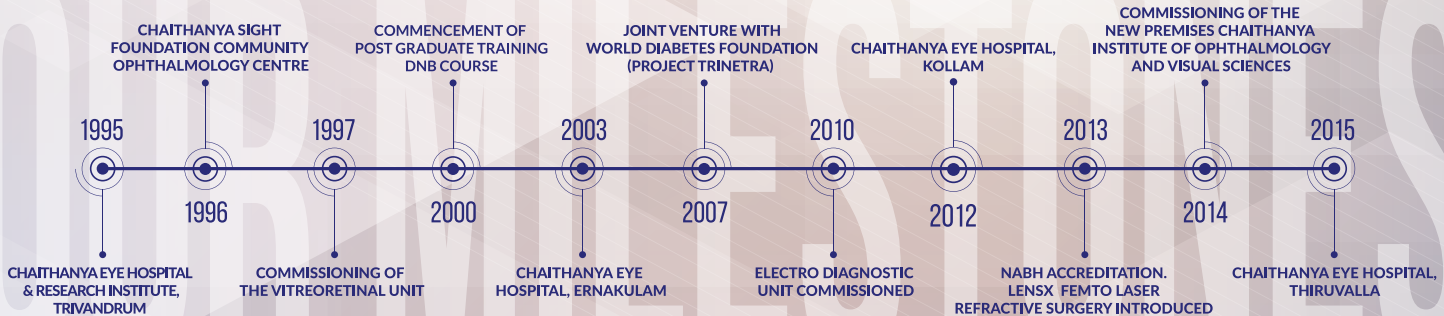 OUR MILESTONES
1995
CHAITHANYA EYE HOSPITAL
& RESEARCH INSTITUTE,
TRIVANDRUM
CHAITHANYA SIGHT
FOUNDATION COMMUNITY
OPHTHALMOLOGY CENTRE
1996
1997
COMMISSIONING OF
THE VITREORETINAL UNIT
COMMENCEMENT OF
POST GRADUATE TRAINING
DNB COURSE
2000
2003
CHAITHANYA EYE
HOSPITAL, ERNAKULAM
JOINT VENTURE WITH
WORLD DIABETES FOUNDATION
(PROJECT TRINETRA)
2007
2010
ELECTRO DIAGNOSTIC
UNIT COMMISSIONED
CHAITHANYA EYE HOSPITAL,
KOLLAM
2012
2013
NABH ACCREDITATION.
LENSX FEMTO LASER
REFRACTIVE SURGERY INTRODUCED
COMMISSIONING OF THE
NEW PREMISES CHAITHANYA
INSTITUTE OF OPHTHALMOLOGY
AND VISUAL SCIENCES
2014
2015
CHAITHANYA EYE HOSPITAL,
THIRUVALLA